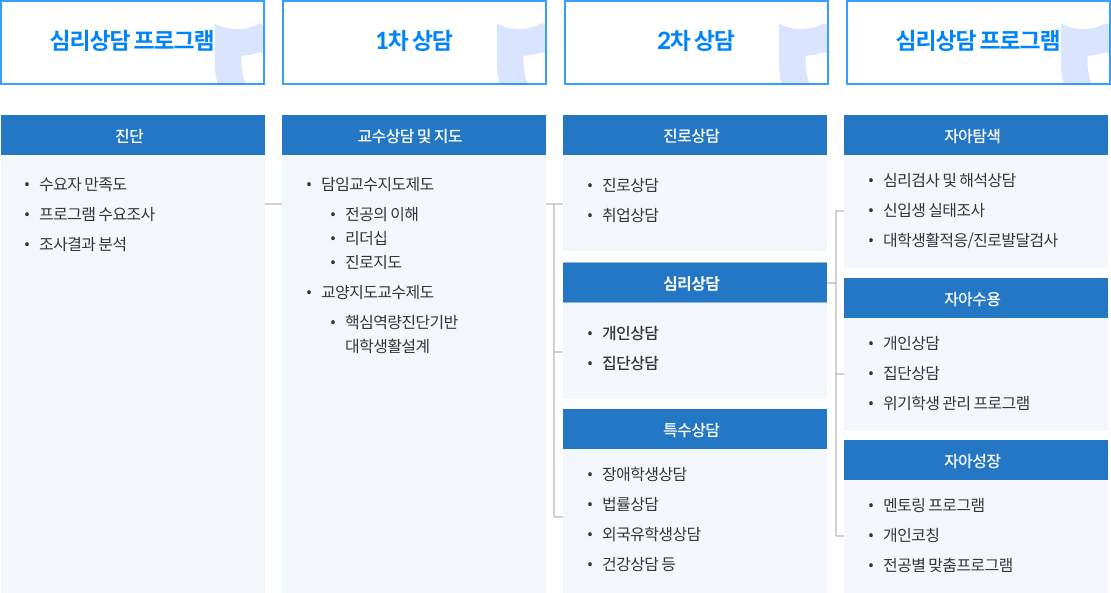 심리상담 프로그램
1차 상담
2차 상담
심리상담 프로그램
진단
• 수요자 만족도
• 프로그램 수요조사
• 조사결과 분석
교수상담 및 지도
• 담임교수지도제도
• 전공의 이해
• 리더십
• 진로지도
• 교양지도교수제도
• 핵심역량진단기반
대학생활설계
진로상담
• 진로상담
• 취업상담
심리상담
• 개인상담
• 집단상담
특수상담
• 장애학생상담
• 법률상담
• 외국유학생상담
• 건강상담 등
자아탐색
• 심리검사 및 해석상담
• 신입생 실태조사
• 대학생활적응/진로발달검사
자아수용
• 개인상담
• 집단상담
• 위기학생 관리 프로그램
자아성장
• 멘토링 프로그램
• 개인코칭
• 전공별 맞춤프로그램